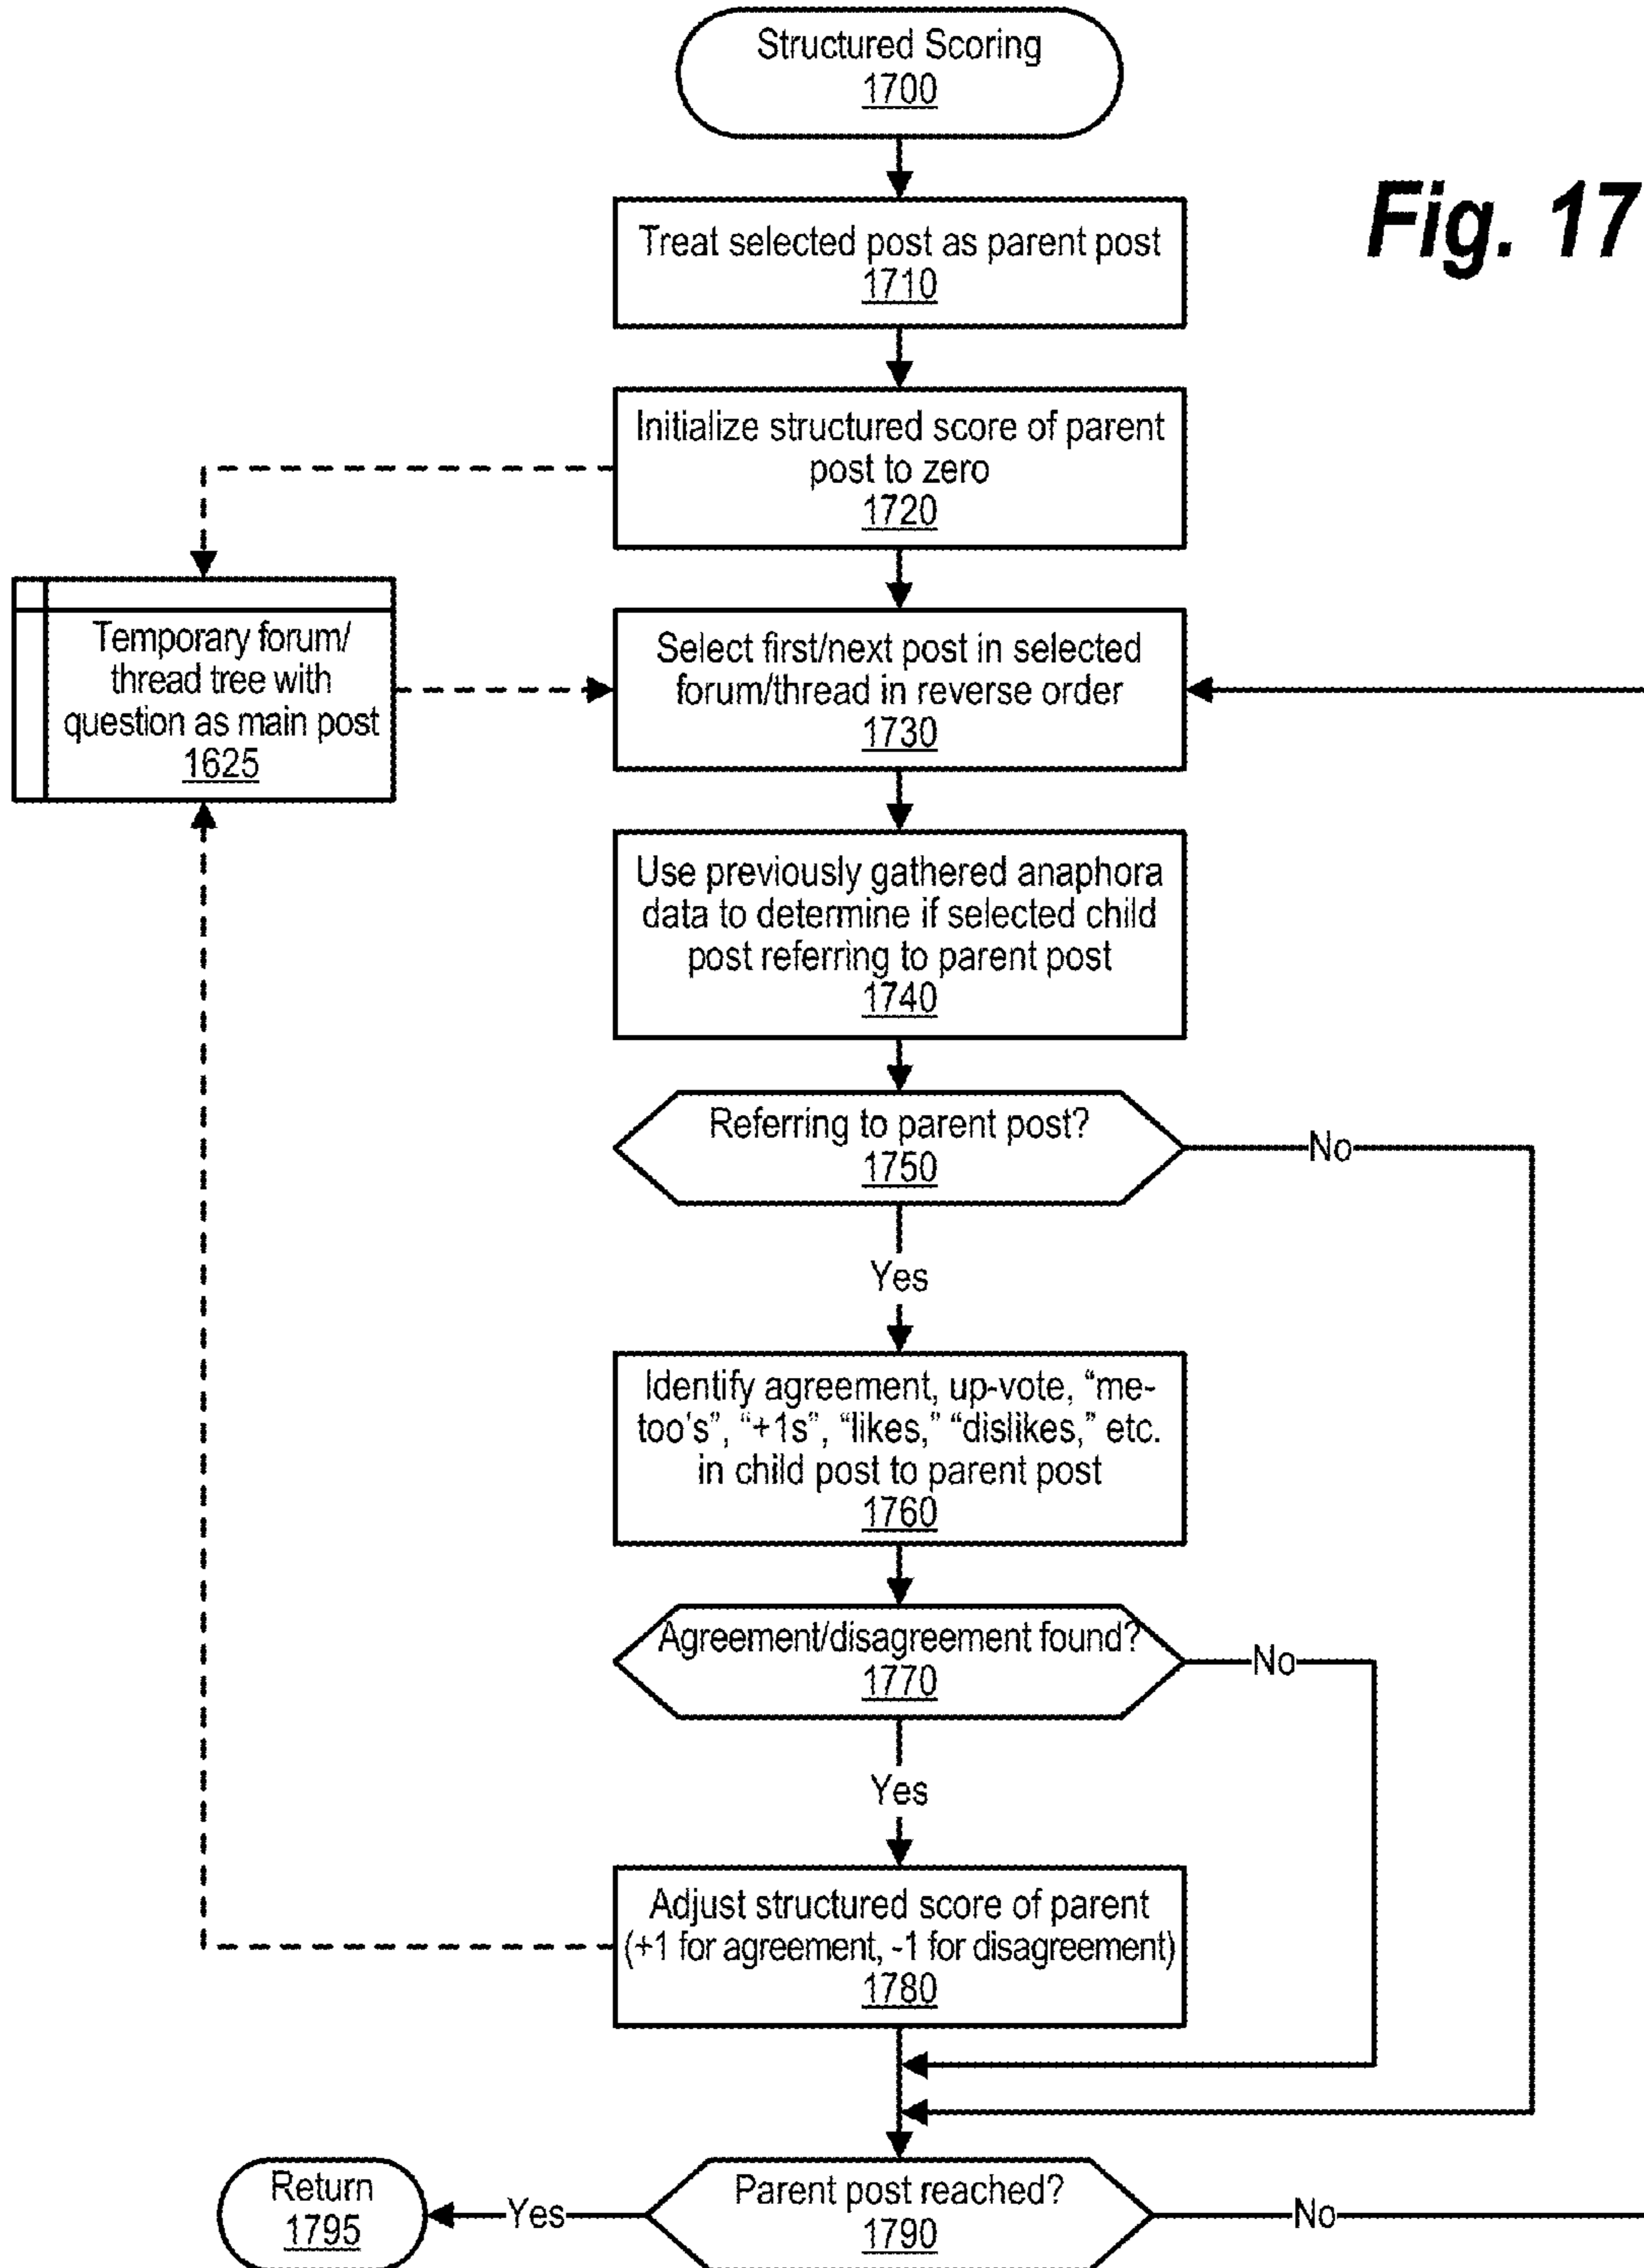 Structured Scoring
1700
Fig. 17
Treat selected post as parent post
1710
Initialize structured score of parent
post to zero
1720
Temporary forum/
thread tree with
question as main post
1625
Select first/next post in selected
forum/thread in reverse order
1730
Use previously gathered anaphora
data to determine if selected child
post referring to parent post
1740
Referring to parent post?
1750
No
Yes
Identify agreement, up-vote, “me-
too’s”, “+1s”, “likes,” “dislikes,” etc.
in child post to parent post
1760
Agreement/disagreement found?
1770
No
Yes
Adjust structured score of parent
(+1 for agreement, -1 for disagreement)
1780
Return
1795
Yes
Parent post reached?
1790
No